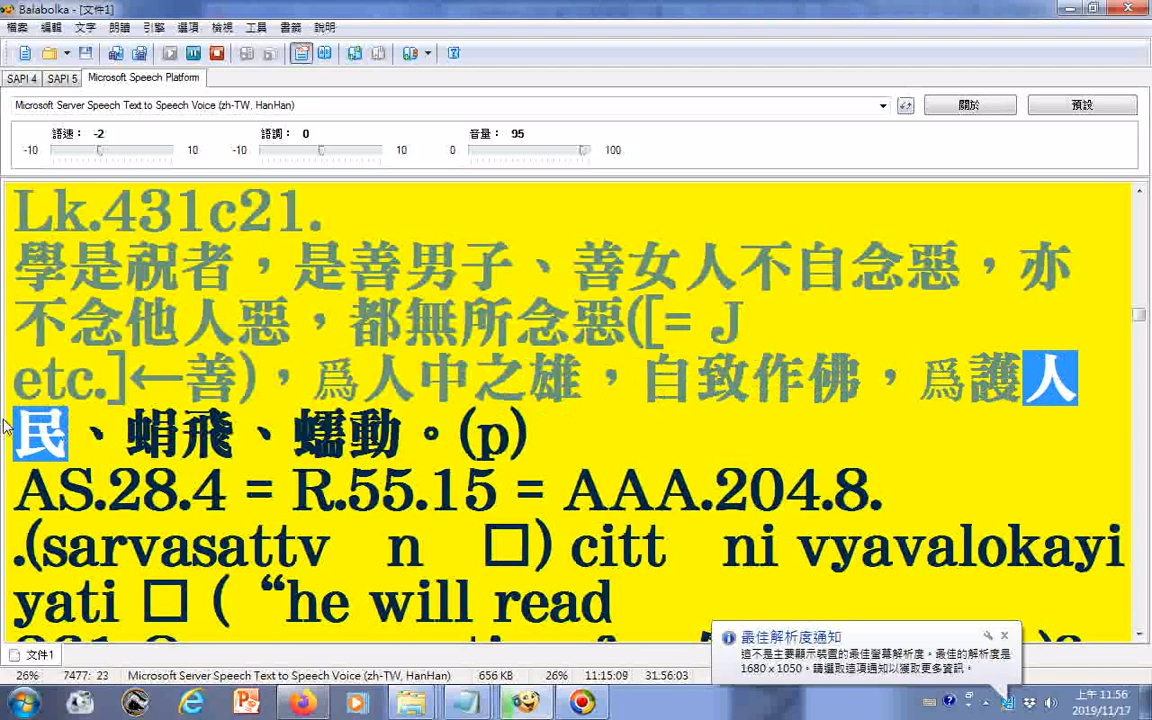 Balabolka - [文件1]
檔案 編輯 文字 朗讀 引擎 選項 檢視 工具 書籤 說明
SAPI 4 SAPI 5 Microsoft Speech Platform
Microsoft Server Speech Text to Speech Voice (zh-TW, HanHan) 關於 預設
語速： -2 語調： 0 音量： 95
-10 10 -10 10 0 100
Lk.431c21.
學是祝者，是善男子、善女人不自念惡，亦
不念他人惡，都無所念惡([= J
etc.]←善)，爲人中之雄，自致作佛，爲護人
民、蜎飛、蠕動。(p)
AS.28.4 = R.55.15 = AAA.204.8.
.(sarvasattv n □) citt ni vyavalokayi
yati □ ( “he will read
最佳解析度通知
這不是主要顯示裝置的最佳螢幕解析度。最佳的解析度是
1680 x 1050。請選取這項通知以獲取更多資訊。
文件1
26% 7477: 23 Microsoft Server Speech Text to Speech Voice (zh-TW, HanHan) 656 KB 26% 11:15:09 31:56:03
上午 11:56
2019/11/17